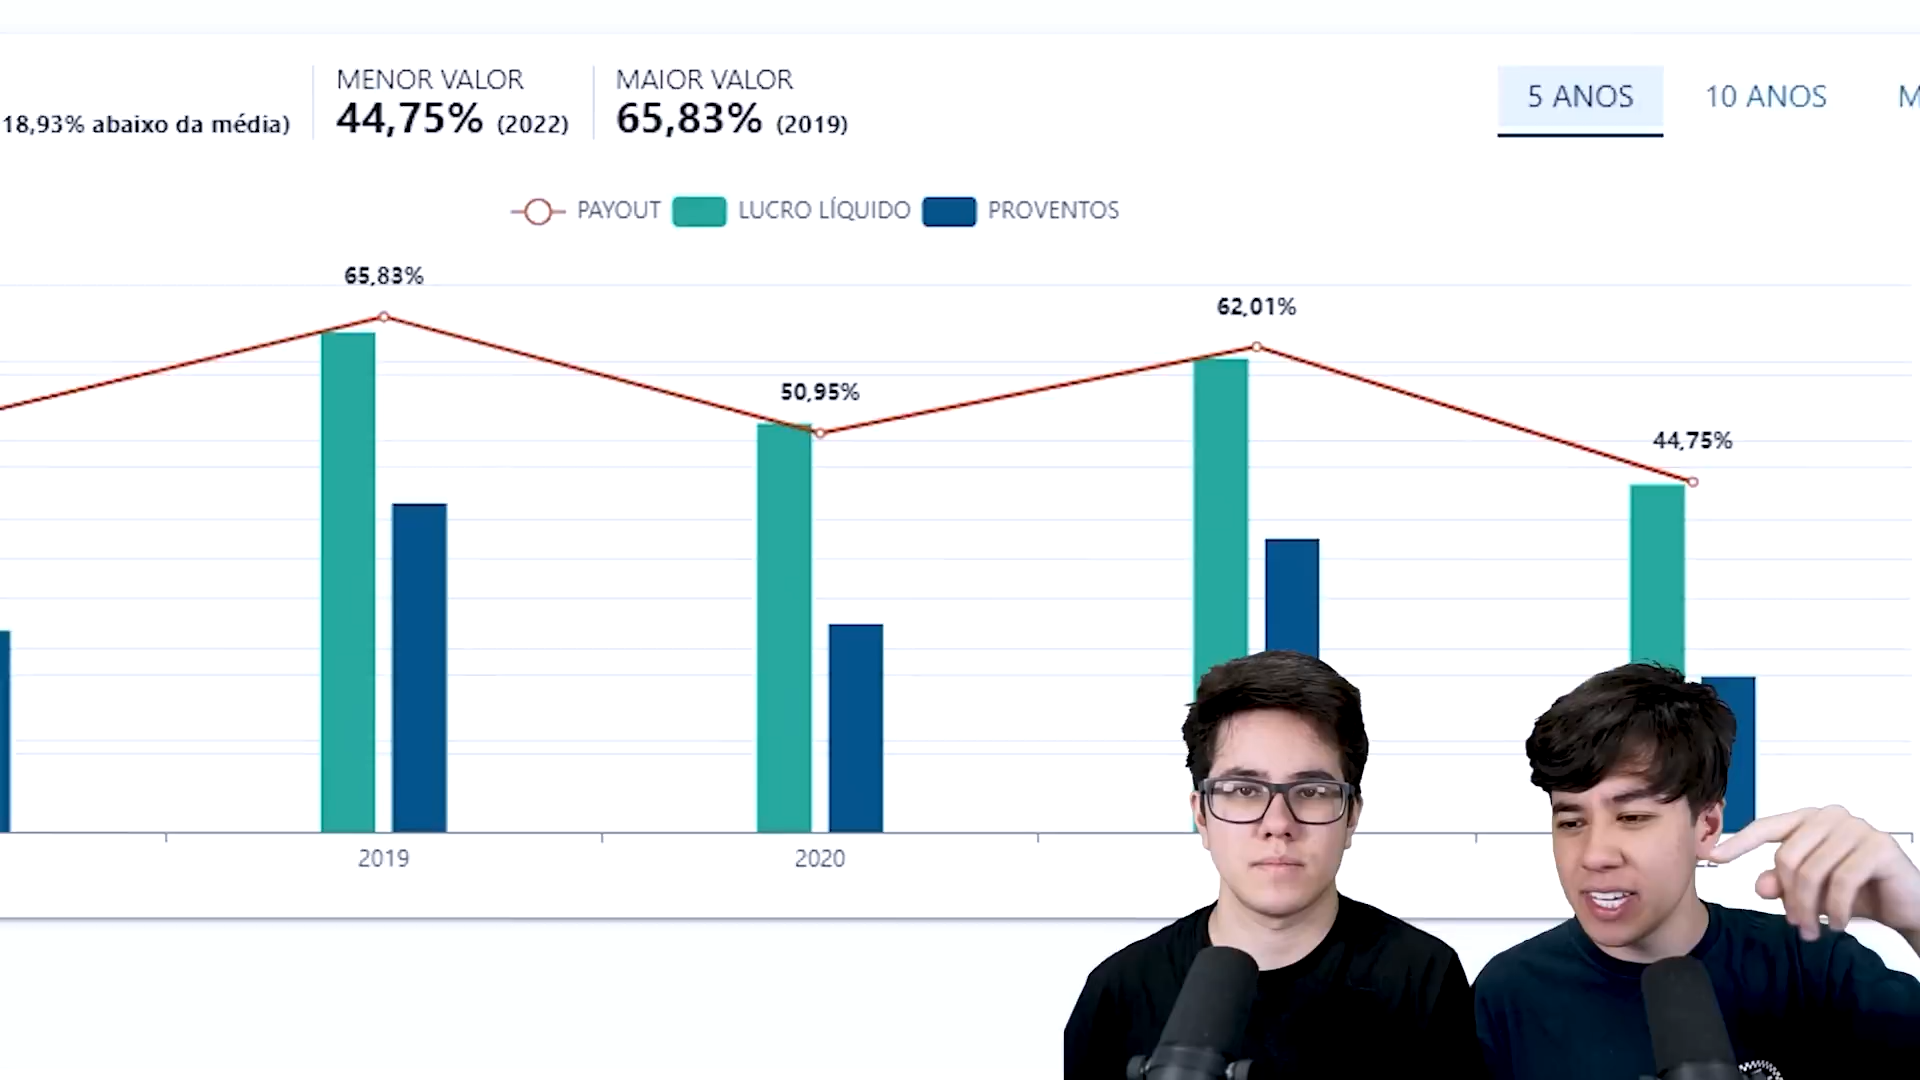 MENOR VALOR
MAIOR VALOR
5 ANOS
10 ANOS
18,93% abaixo da média)
44,75% (2022)
65,83% (2019)
PAYOUT
LUCRO LÍQUIDO
PROVENTOS
65,83%
62,01%
50,95%
44,75%
2019
2020